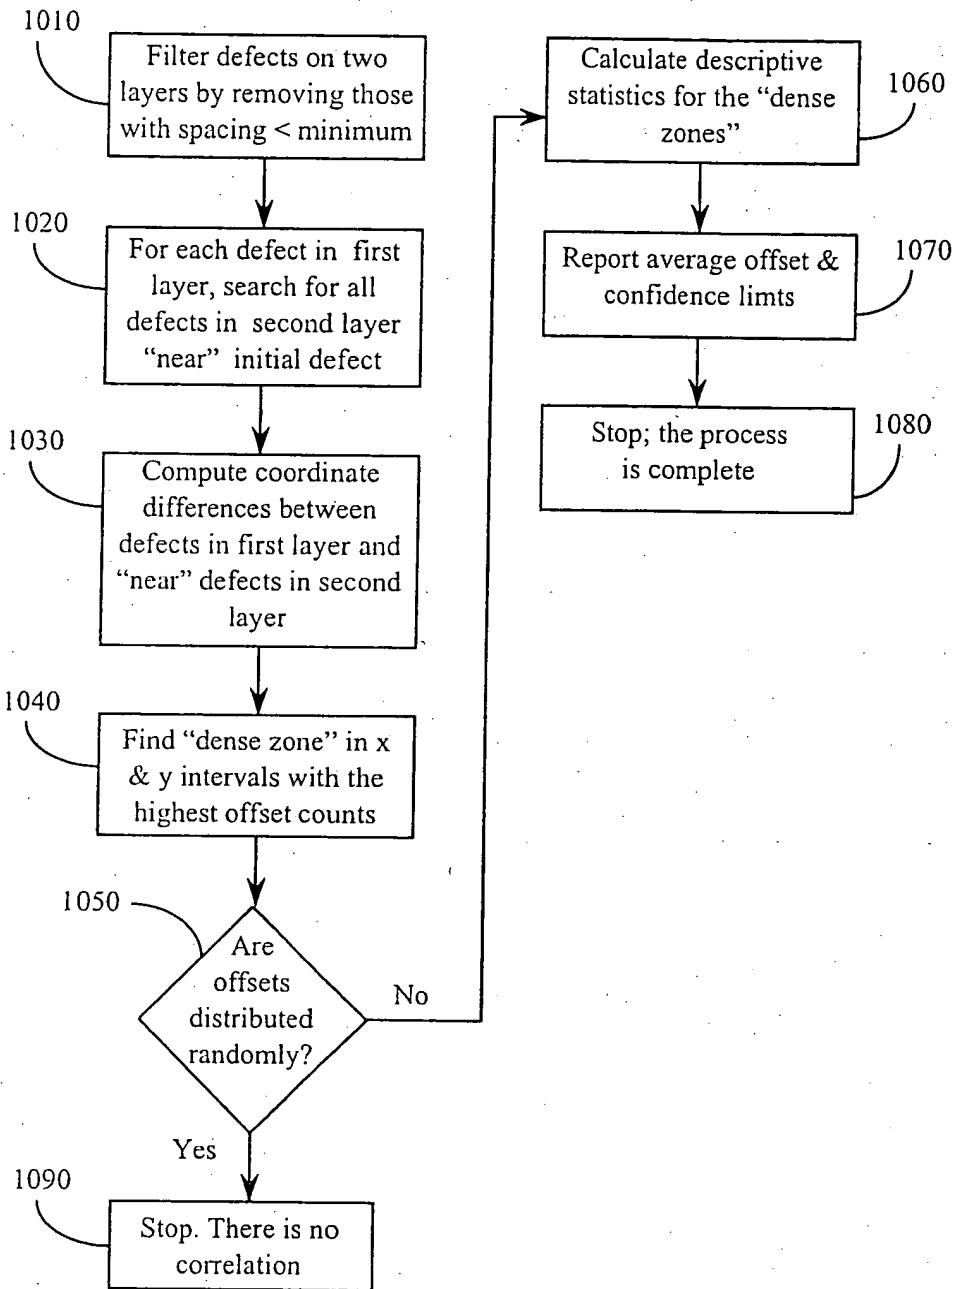 1010
Filter defects on two
layers by removing those
with spacing < minimum
1020
For each defect in first
layer, search for all
defects in second layer
“near” initial defect
1030
Compute coordinate
differences between
defects in first layer and
“near” defects in second
layer
1040
Find “dense zone” in x
& y intervals with the
highest offset counts
1050
Are
offsets
distributed
randomly?
No
Yes
1090
Stop. There is no
correlation
Calculate descriptive
statistics for the “dense
zones”
1060
Report average offset &
confidence limts
1070
Stop; the process
is complete
1080